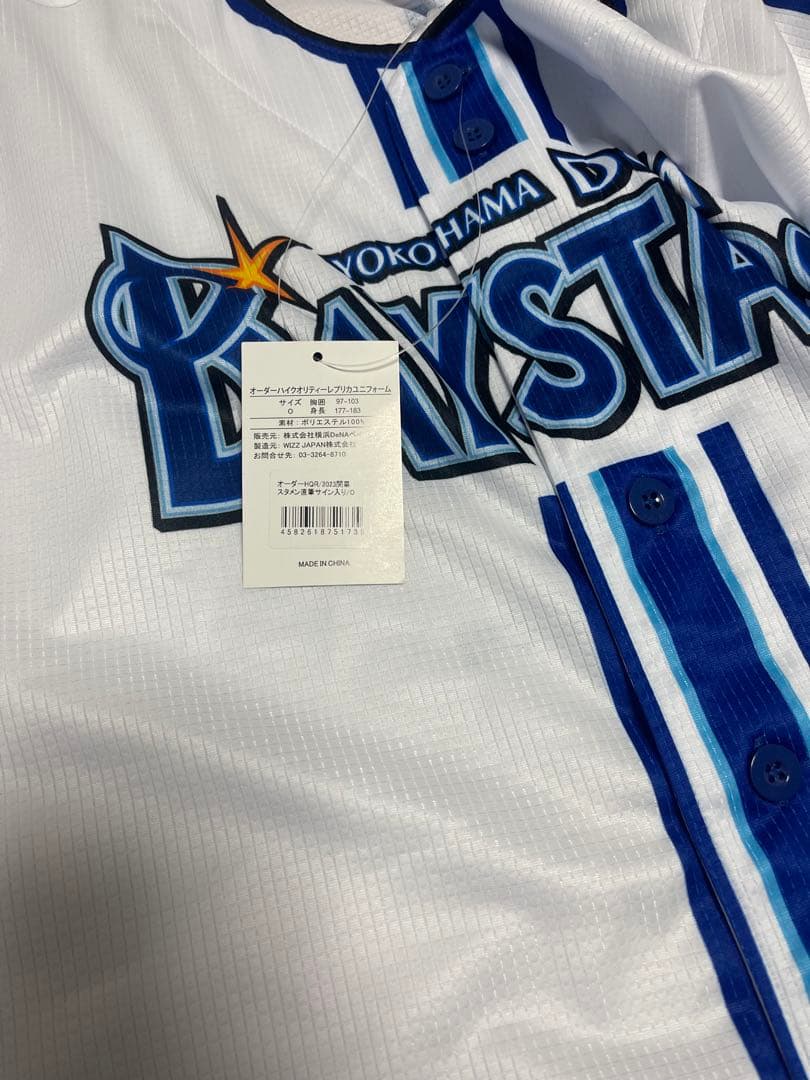 YOKOHAMA
BAYSTA
オーダーハイクオリティーレプリカユニフォーム
サイズ 胸囲 97-103
O 身長 177-183
素材:ポリエステル100%
販売元:株式会社横浜DeNAベイ
製造元:WIZZ JAPAN株式会社
お問合せ先:03-3264-8710
オーダーHQR/2023開幕
スタメン直筆サイン入り/O
MADE IN CHINA